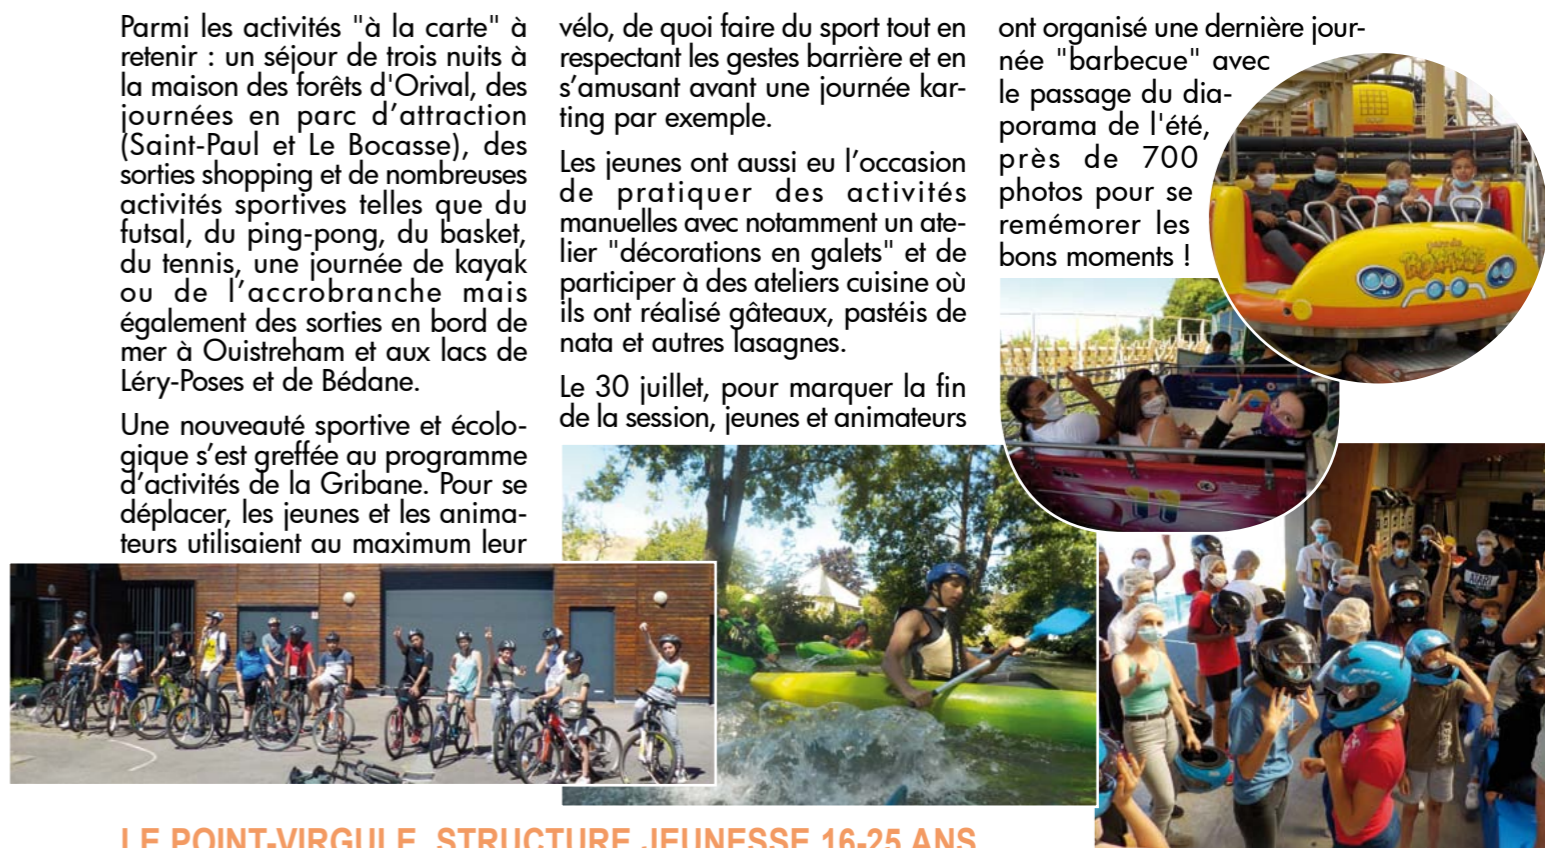 Parmi les activités "à la carte" à
retenir : un séjour de trois nuits à
la maison des forêts d'Orival, des
journées en parc d'attraction
(Saint-Paul et Le Bocasse), des
sorties shopping et de nombreuses
activités sportives telles que du
futsal, du ping-pong, du basket,
du tennis, une journée de kayak
ou de l'accrobranche mais
également des sorties en bord de
mer à Ouistreham et aux lacs de
Léry-Poses et de Bédane.
Une nouveauté sportive et écolo-
gique s'est greffée au programme
d'activités de la Gribane. Pour se
déplacer, les jeunes et les anima-
teurs utilisaient au maximum leur
vélo, de quoi faire du sport tout en
respectant les gestes barrière et en
s'amusant avant une journée kar-
ting par exemple.
Les jeunes ont aussi eu l'occasion
de pratiquer des activités
manuelles avec notamment un ate-
lier "décorations en galets" et de
participer à des ateliers cuisine où
ils ont réalisé gâteaux, pastéis de
nata et autres lasagnes.
Le 30 juillet, pour marquer la fin
de la session, jeunes et animateurs
ont organisé une dernière jour-
née "barbecue" avec
le passage du dia-
porama de l'été,
près de 700
photos pour se
remémorer les
bons moments !
BOCASSE
11
ATARI
LE POINT-VIRGULE, STRUCTURE JEUNESSE 16-25 ANS